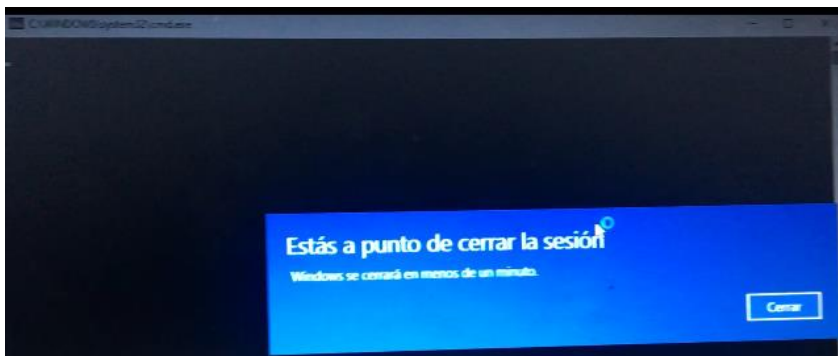 C:\WINDOWS\system32\cmd.exe
Estás a punto de cerrar la sesión
Windows se cerrará en menos de un minuto.
Cerrar